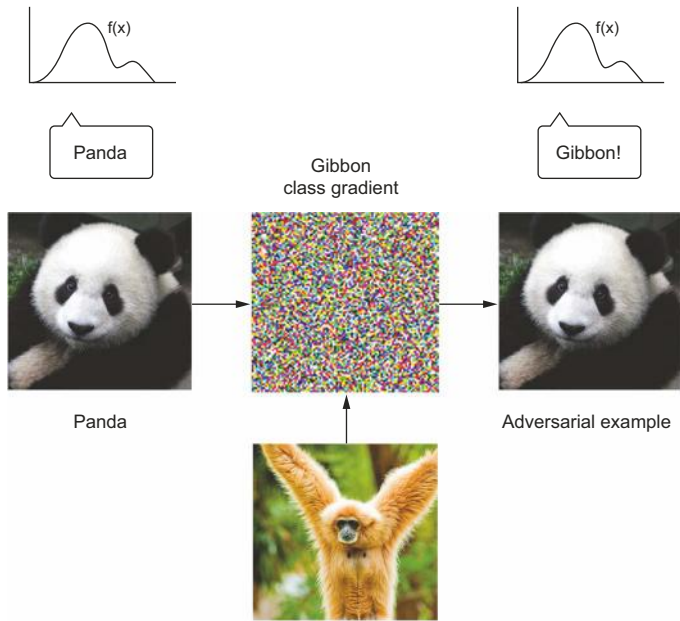 f(x)
f(x)
Panda
Gibbon!
Gibbon
class gradient
Panda
Adversarial example